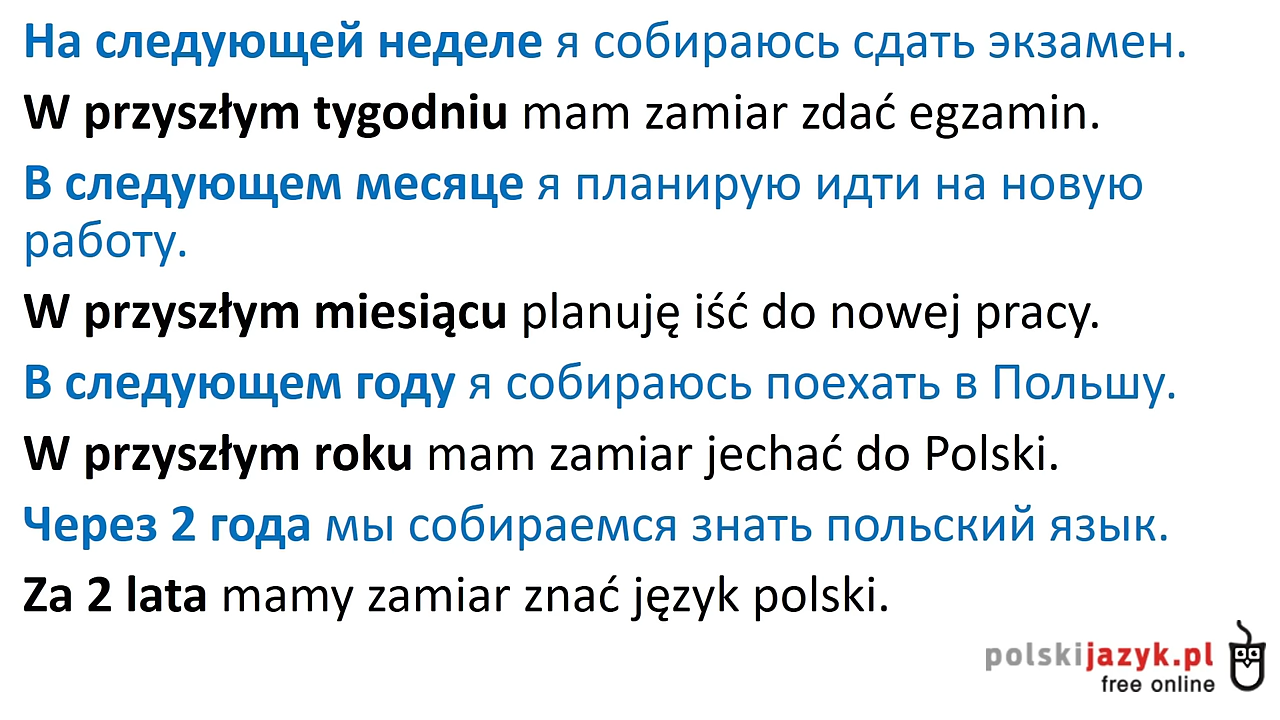 На следующей неделе я собираюсь сдать экзамен.
W przyszłym tygodniu mam zamiar zdać egzamin.
В следующем месяце я планирую идти на новую
работу.
W przyszłym miesiącu planuję iść do nowej pracy.
В следующем году я собираюсь поехать в Польшу.
W przyszłym roku mam zamiar jechać do Polski.
Через 2 года мы собираемся знать польский язык.
Za 2 lata mamy zamiar znać język polski.
polskijazyk.pl
free online